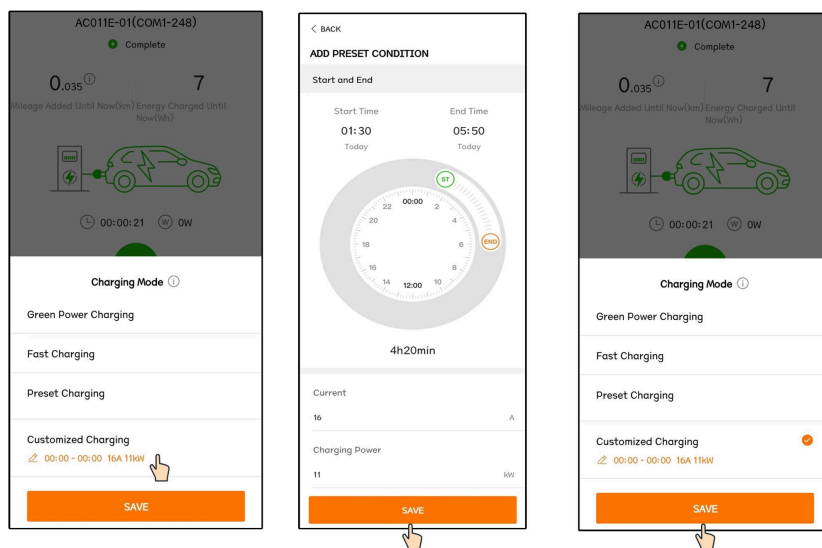 AC011E-01(COM1-248)
Complete
0.035
7
Mileage Added Until Now(km)
Energy Charged Until
Now(Wh)
00:00:21
W
0W
Charging Mode
Green Power Charging
Fast Charging
Preset Charging
Customized Charging
00:00 - 00:00 16A 11kW
SAVE
< BACK
ADD PRESET CONDITION
Start and End
Start Time
End Time
01:30
05:50
Today
Today
ST
END
00:00
2
4
6
8
10
12:00
14
16
18
20
22
4h20min
Current
16 A
Charging Power
11 kW
SAVE
AC011E-01(COM1-248)
Complete
0.035
7
Mileage Added Until Now(km)
Energy Charged Until
Now(Wh)
00:00:21
W
0W
Charging Mode
Green Power Charging
Fast Charging
Preset Charging
Customized Charging
00:00 - 00:00 16A 11kW
SAVE